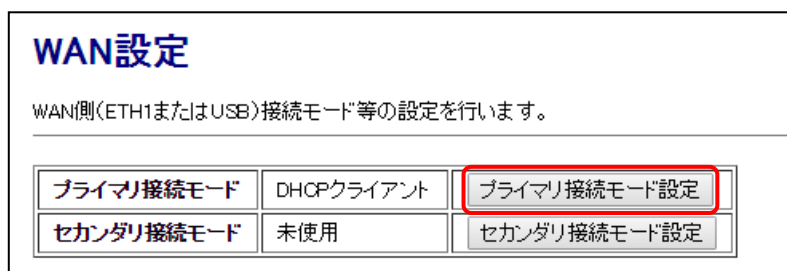 WAN設定
WAN側(ETH1またはUSB)接続モード等の設定を行います。
プライマリ接続モード DHCPクライアント プライマリ接続モード設定
セカンダリ接続モード 未使用 セカンダリ接続モード設定